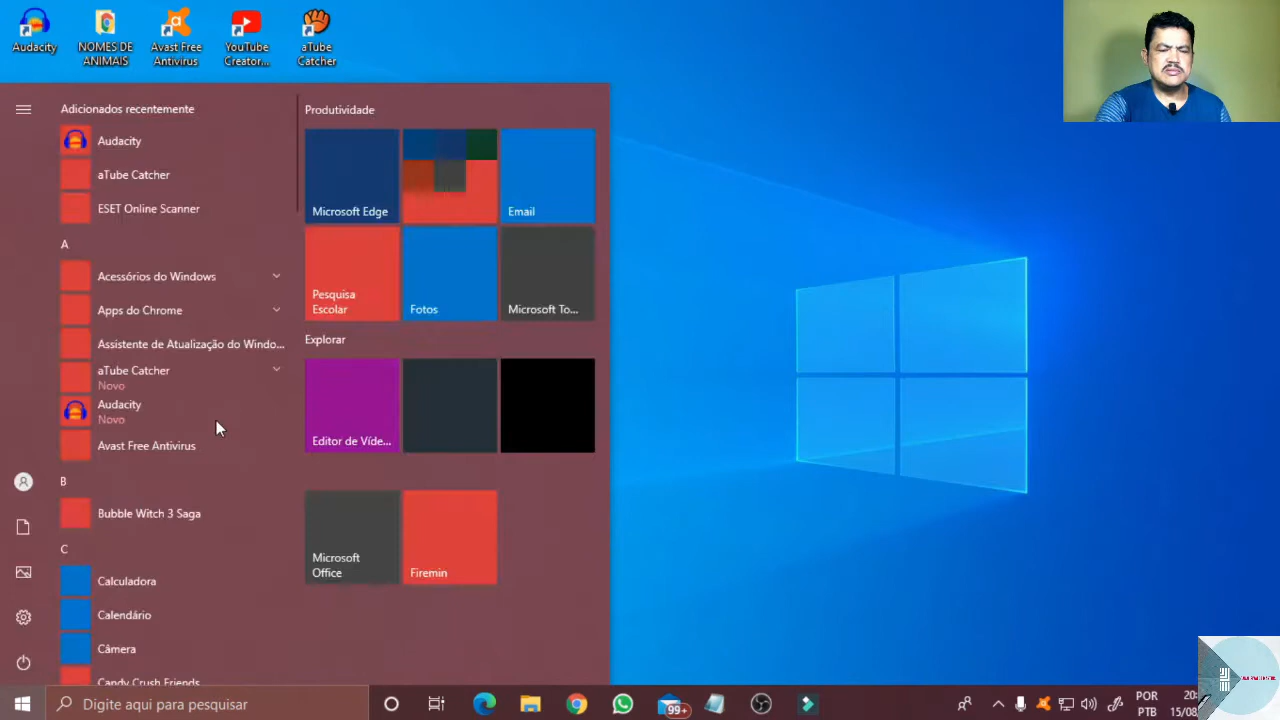 Audacity
NOMES DE
ANIMAIS
Avast Free
Antivirus
YouTube
Creator...
aTube
Catcher
Adicionados recentemente
Audacity
aTube Catcher
ESET Online Scanner
A
Acessórios do Windows
Apps do Chrome
Assistente de Atualização do Windo...
aTube Catcher
Novo
Audacity
Novo
Avast Free Antivirus
B
Bubble Witch 3 Saga
C
Calculadora
Calendário
Câmera
Candy Crush Friends
Produtividade
Microsoft Edge
Email
Pesquisa
Escolar
Fotos
Microsoft To...
Explorar
Editor de Víde...
Microsoft
Office
Firemin
Digite aqui para pesquisar
99+
POR
PTB
20:
15/08